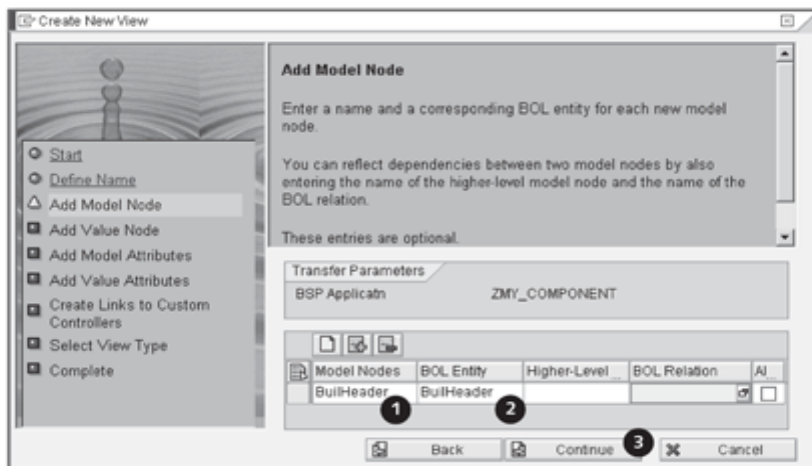 Create New View
Add Model Node
Enter a name and a corresponding BOL entity for each new model
node.
You can reflect dependencies between two model nodes by also
entering the name of the higher-level model node and the name of the
BOL relation.
These entries are optional.
Start
Define Name
Add Model Node
Add Value Node
Add Model Attributes
Add Value Attributes
Create Links to Custom
Controllers
Select View Type
Complete
Transfer Parameters
BSP Applicatn ZMY_COMPONENT
Model Nodes BOL Entity Higher-Level ... BOL Relation Al...
BuilHeader BuilHeader
1 2
Back Continue 3 Cancel